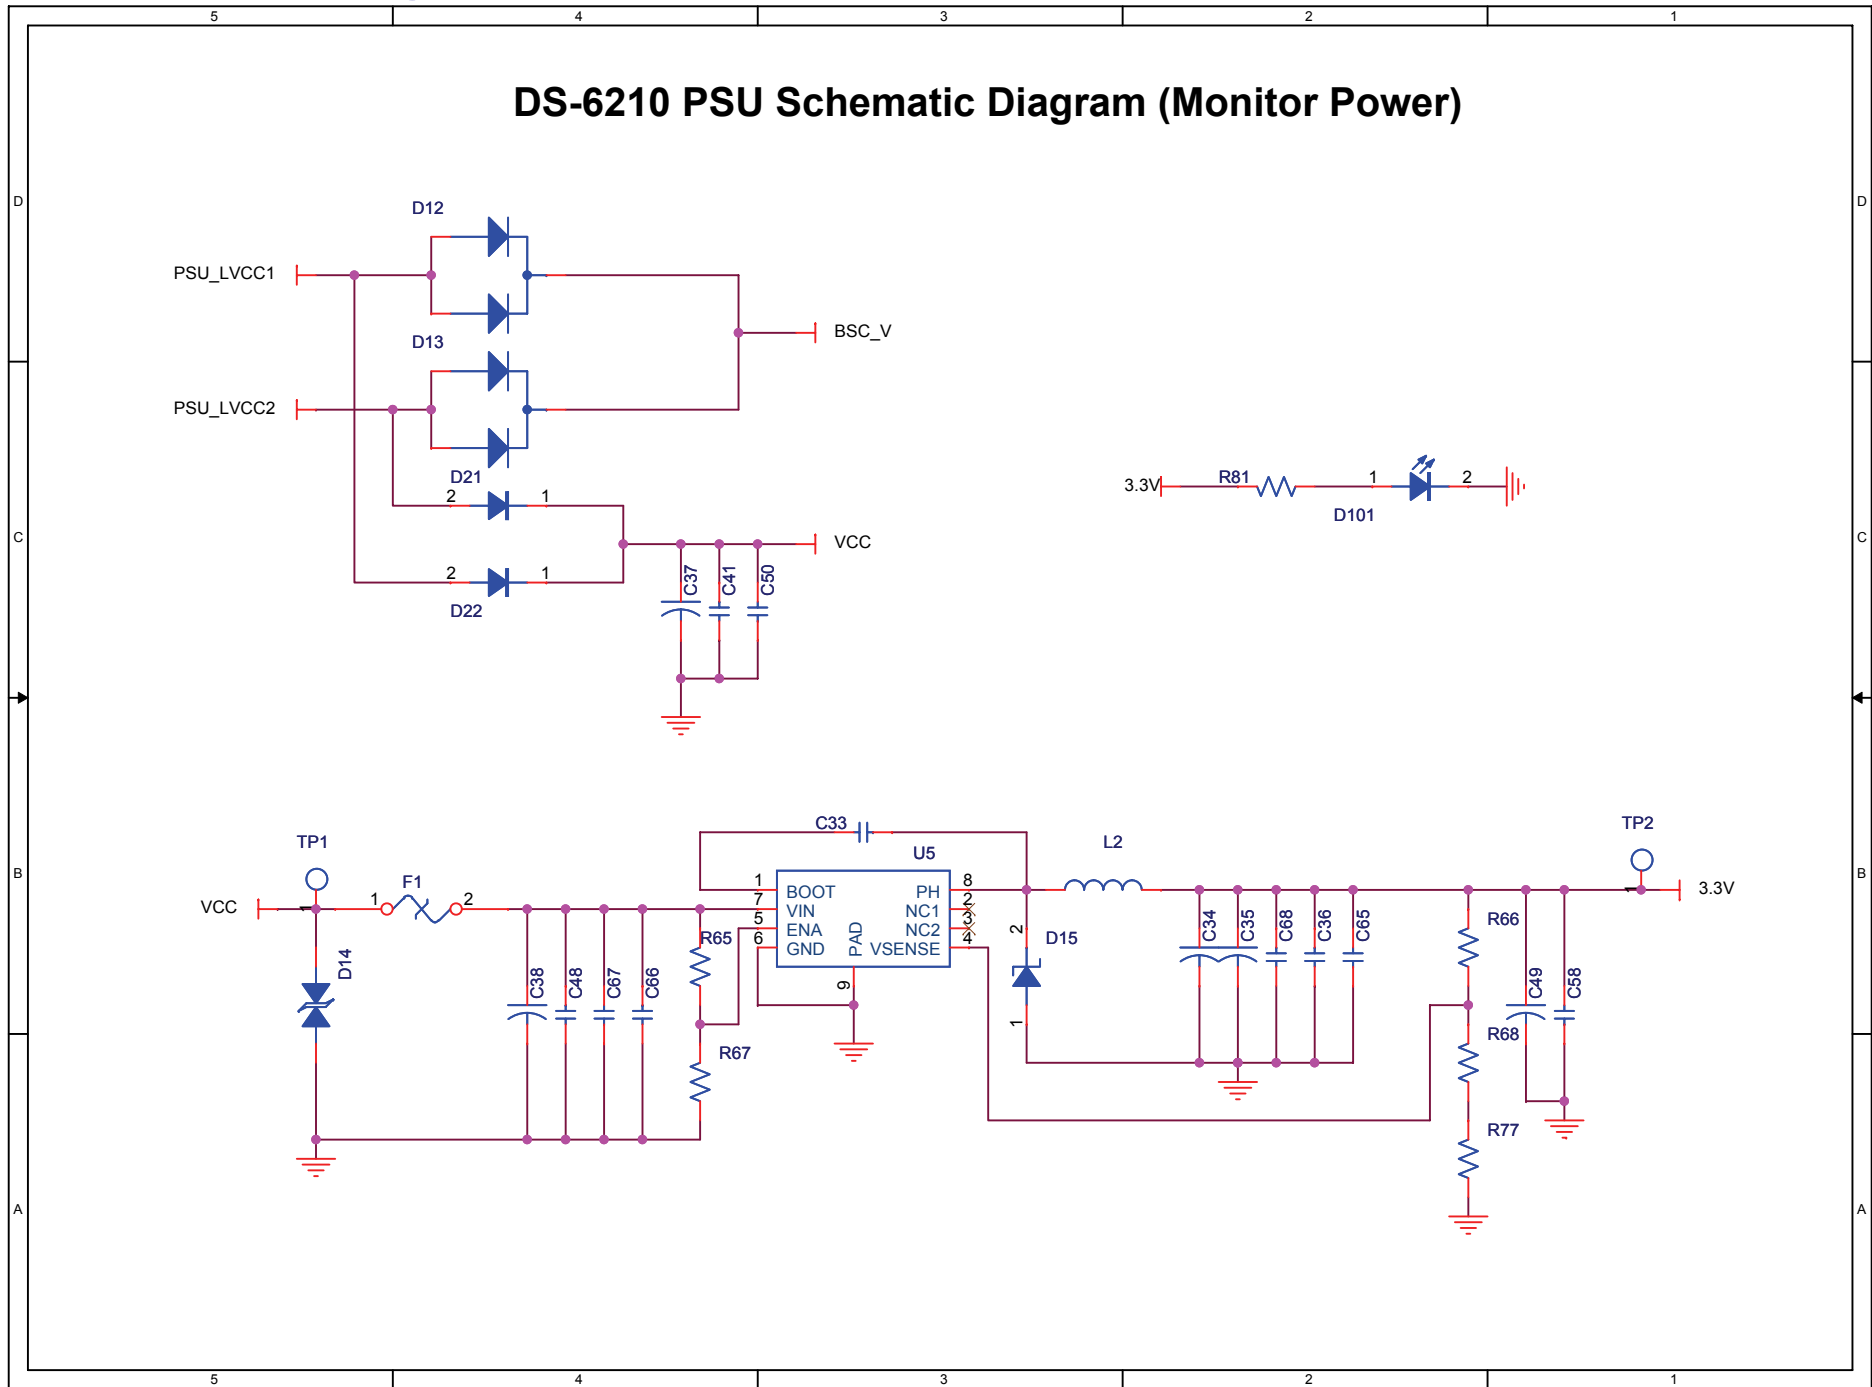 5 4 3 2 1
DS-6210 PSU Schematic Diagram (Monitor Power)
D D
D12
PSU_LVCC1
BSC_V
D13
PSU_LVCC2
D21
2 1
3.3V R81 1 2
D101
C C
VCC
2 1
D22
C37 C41 C50
C33
TP1 TP2
U5 L2
B B
F1
VCC 1 1 2
1 BOOT PH 8
7 VIN NC1 2
5 ENA NC2 3
6 GND PAD VSENSE 4
9
1 3.3V
R65 2 D15 R66
D14 C38 C48 C67 C66 C34 C35 C68 C36 C65 C49 C58
1
R67 R68
R77
A A
5 4 3 2 1